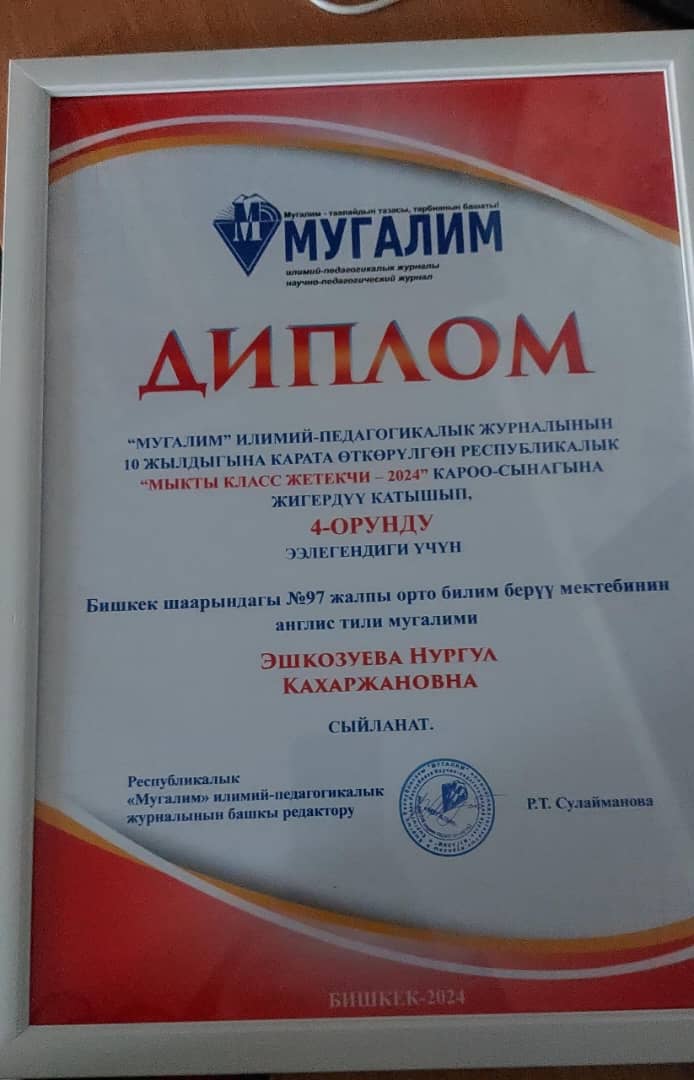 Мугалим - таалайдын тазасы, тарбиянын башаты!
М
МУГАЛИМ
илимий-педагогикалык журналы
научно-педагогический журнал
ДИПЛОМ
“МУГАЛИМ” ИЛИМИЙ-ПЕДАГОГИКАЛЫК ЖУРНАЛЫНЫН
10 ЖЫЛДЫГЫНА КАРАТА ӨТКӨРҮЛГӨН РЕСПУБЛИКАЛЫК
“МЫКТЫ КЛАСС ЖЕТЕКЧИ – 2024” КАРОО-СЫНАГЫНА
ЖИГЕРДҮҮ КАТЫШЫП,
4-ОРУНДУ
ЭЭЛЕГЕНДИГИ ҮЧҮН
Бишкек шаарындагы №97 жалпы орто билим берүү мектебинин
англис тили мугалими
ЭШКОЗУЕВА НУРГУЛ
КАХАРЖАНОВНА
СЫЙЛАНАТ.
Республикалык
«Мугалим» илимий-педагогикалык
журналынын башкы редактору
Р.Т. Сулайманова
БИШКЕК-2024